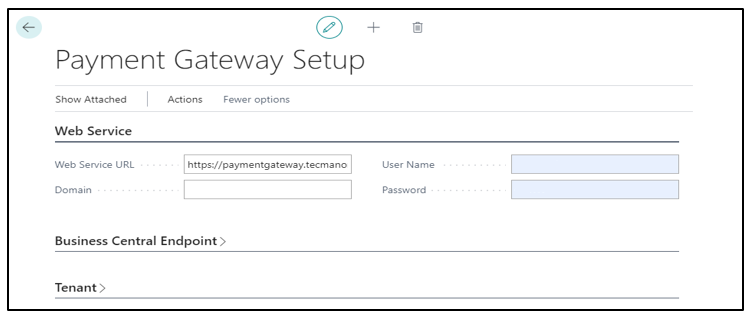 Payment Gateway Setup
Show Attached Actions Fewer options
Web Service
Web Service URL https://paymentgateway.tecmano User Name
Domain Password
Business Central Endpoint
Tenant